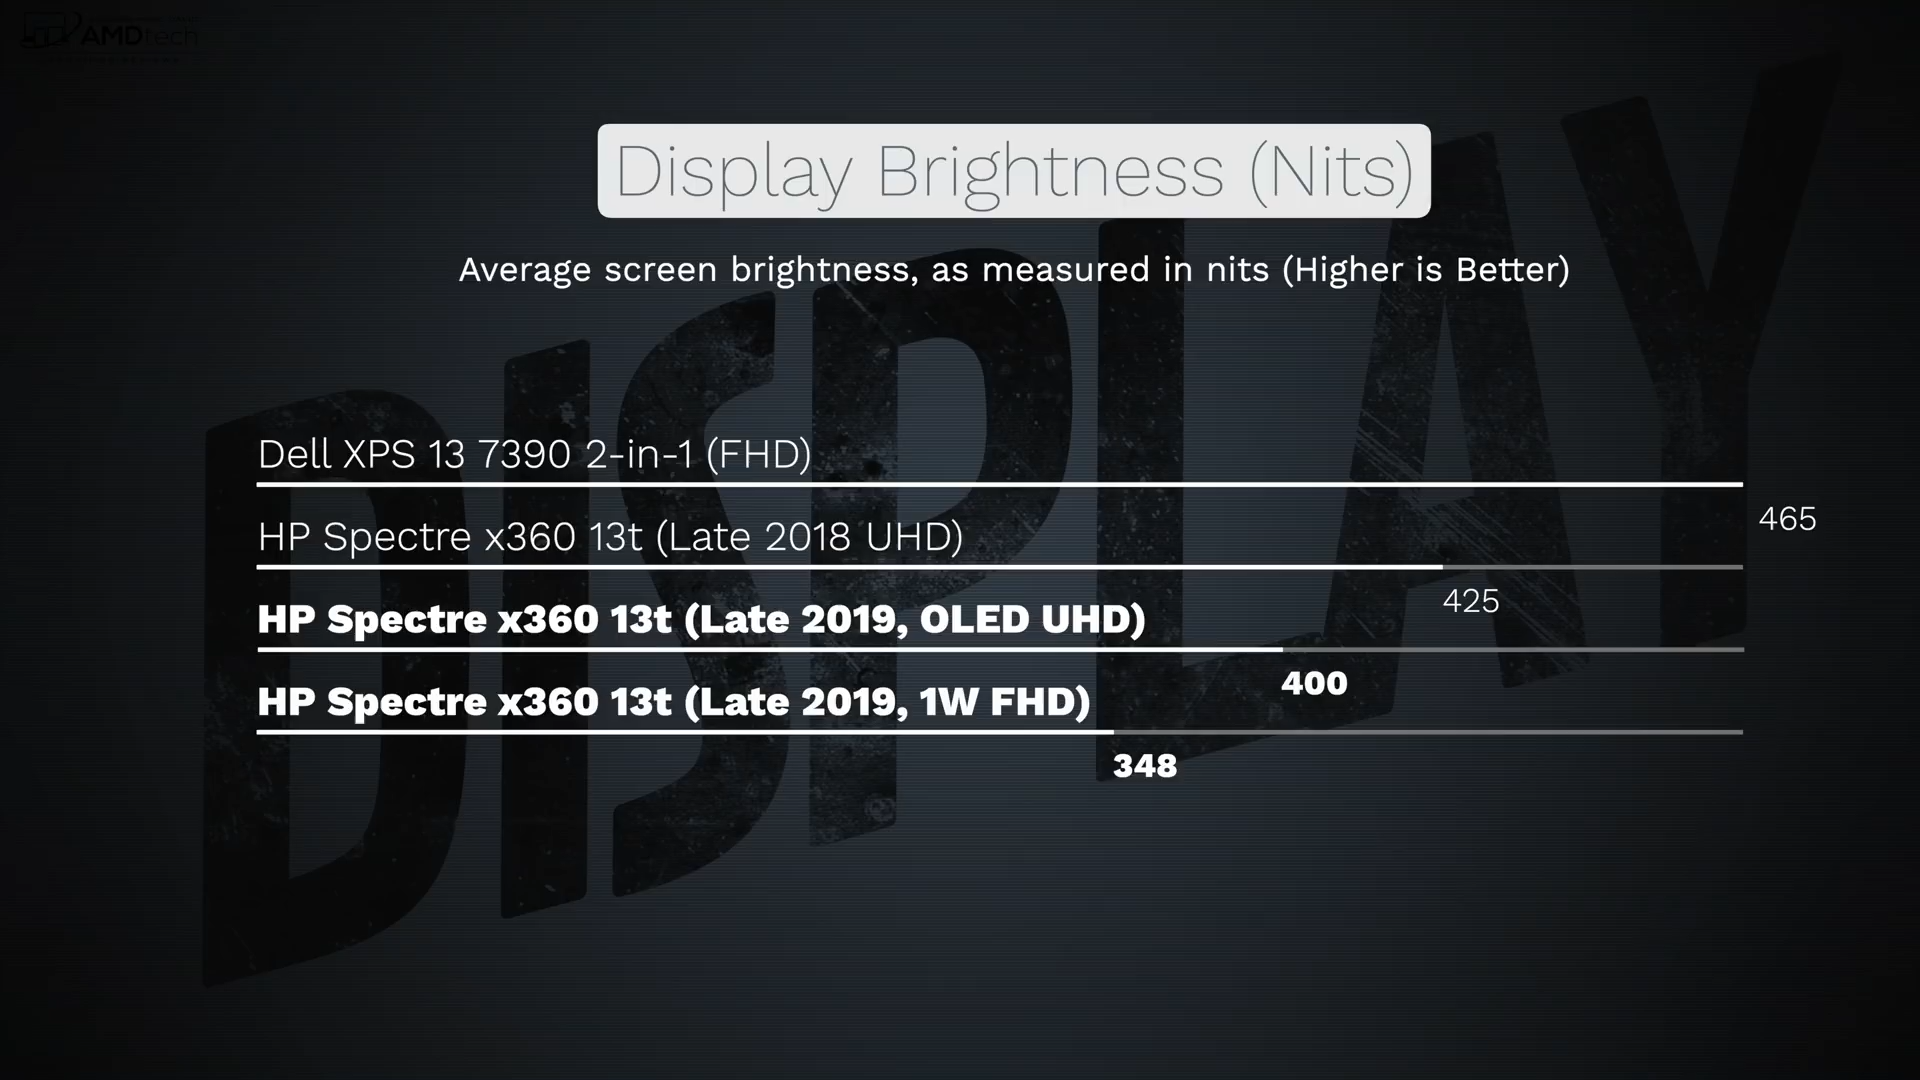 AMDtech
Display Brightness (Nits)
Average screen brightness, as measured in nits (Higher is Better)
Dell XPS 13 7390 2-in-1 (FHD)
465
HP Spectre x360 13t (Late 2018 UHD)
425
HP Spectre x360 13t (Late 2019, OLED UHD)
400
HP Spectre x360 13t (Late 2019, 1W FHD)
348
DISPLAY